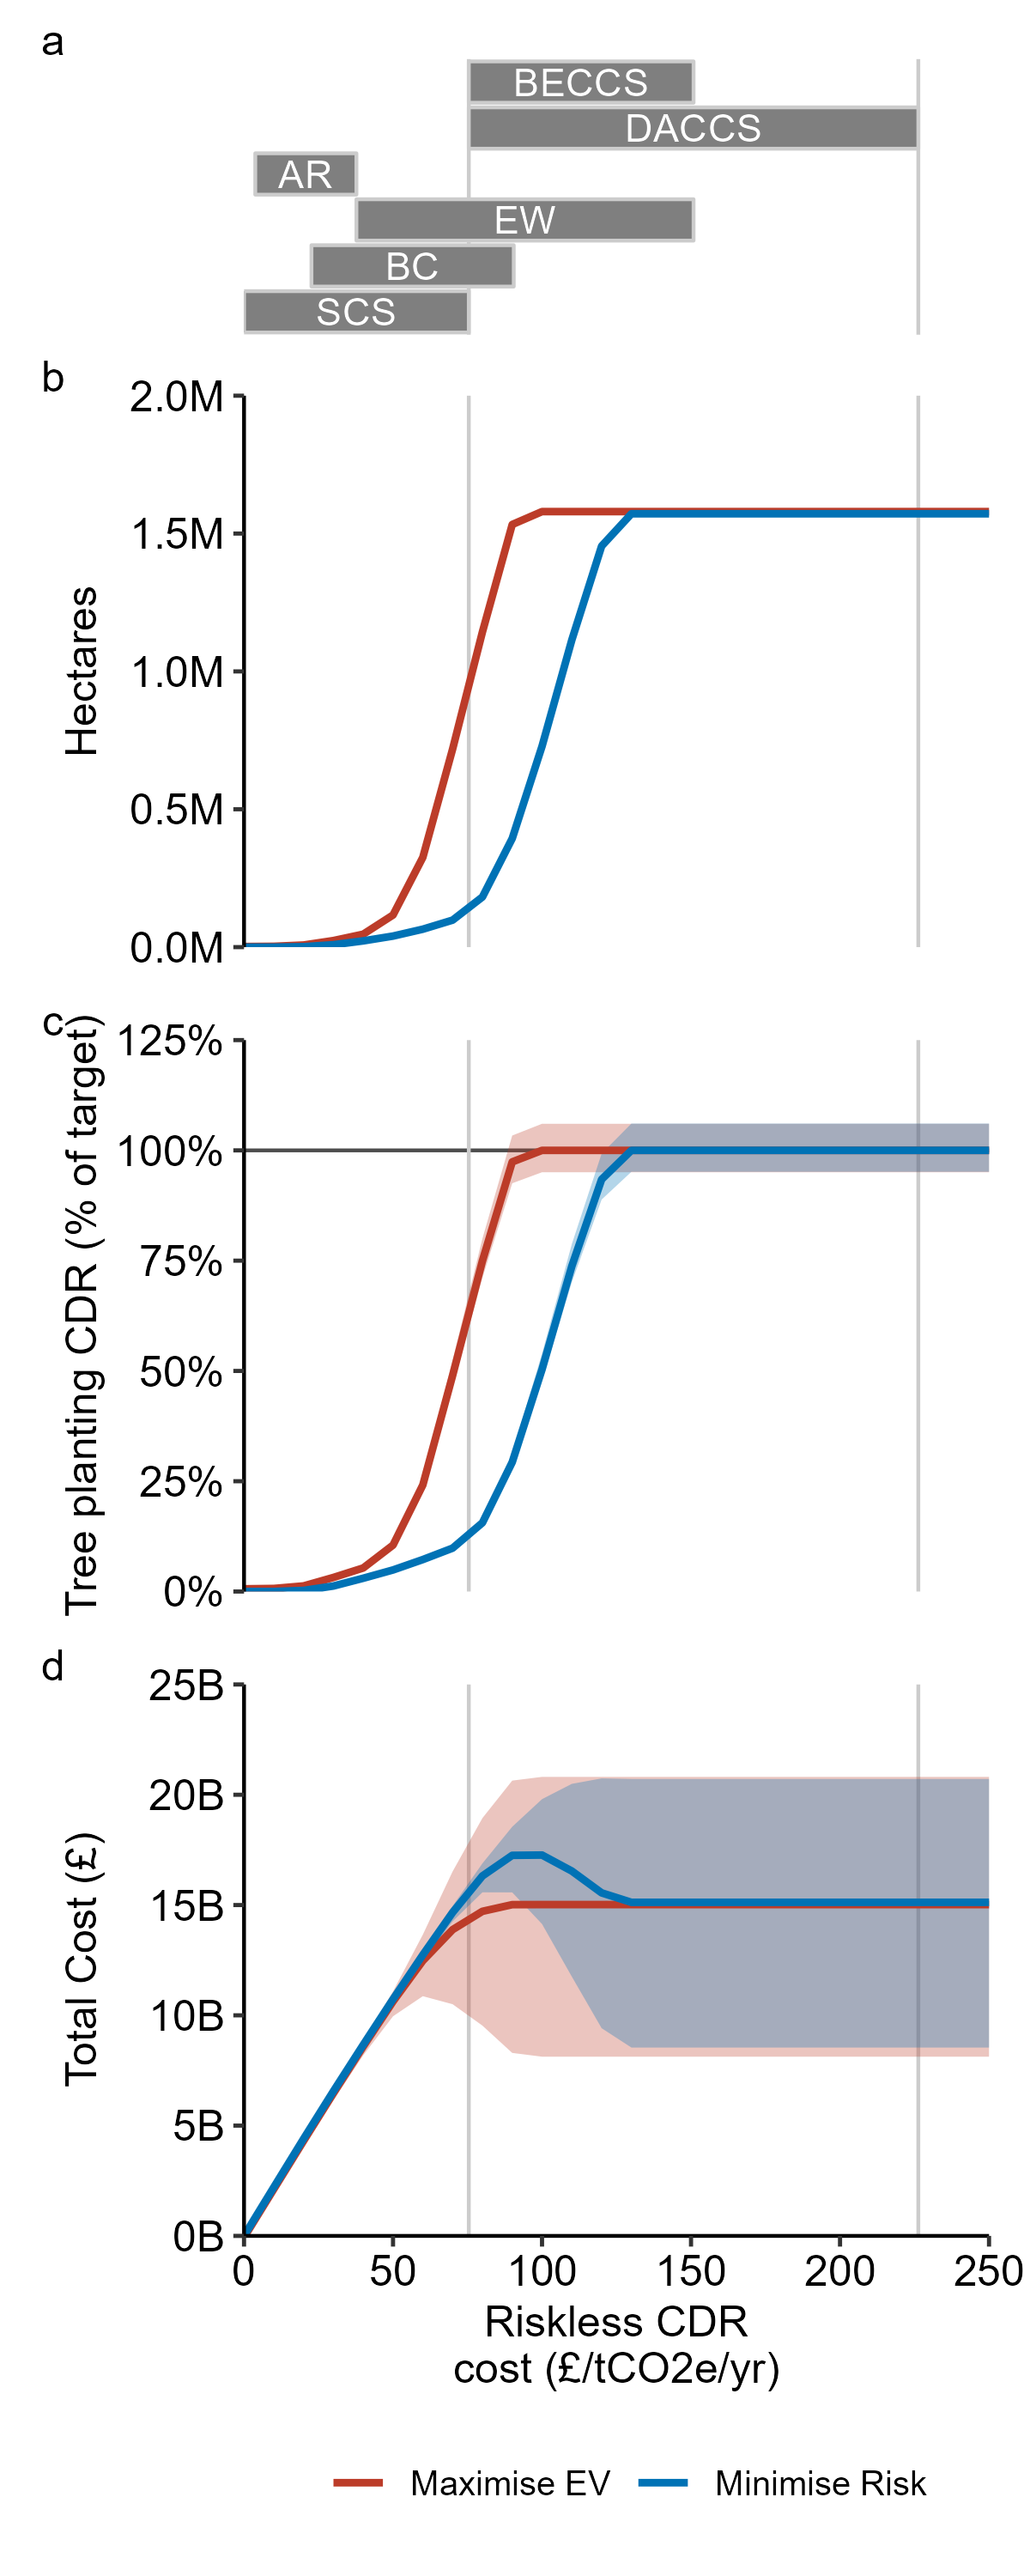 a
BECCS
DACCS
AR
EW
BC
SCS
b
2.0M
1.5M
1.0M
0.5M
0.0M
Hectares
c
125%
100%
75%
50%
25%
0%
Tree planting CDR (% of target)
d
25B
20B
15B
10B
5B
0B
Total Cost (£)
0 50 100 150 200 250
Riskless CDR
cost (£/tCO2e/yr)
Maximise EV Minimise Risk